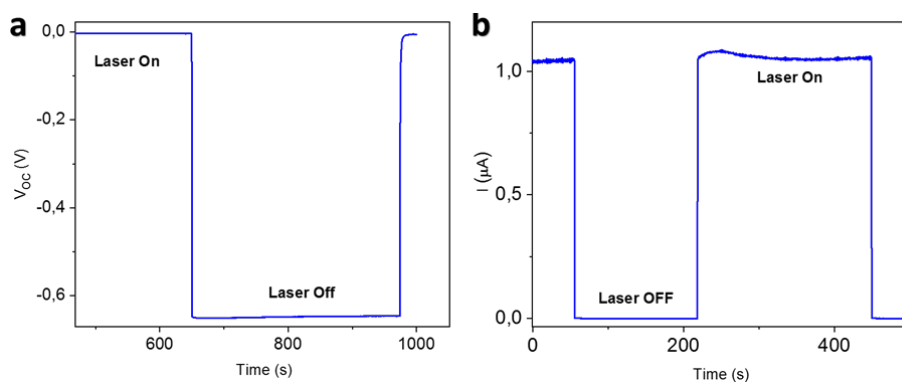 a
0,0
-0,2
-0,4
-0,6
V_OC (V)
Laser On
Laser Off
600
800
1000
Time (s)
b
1,0
0,5
0,0
I (μA)
Laser On
Laser OFF
0
200
400
Time (s)